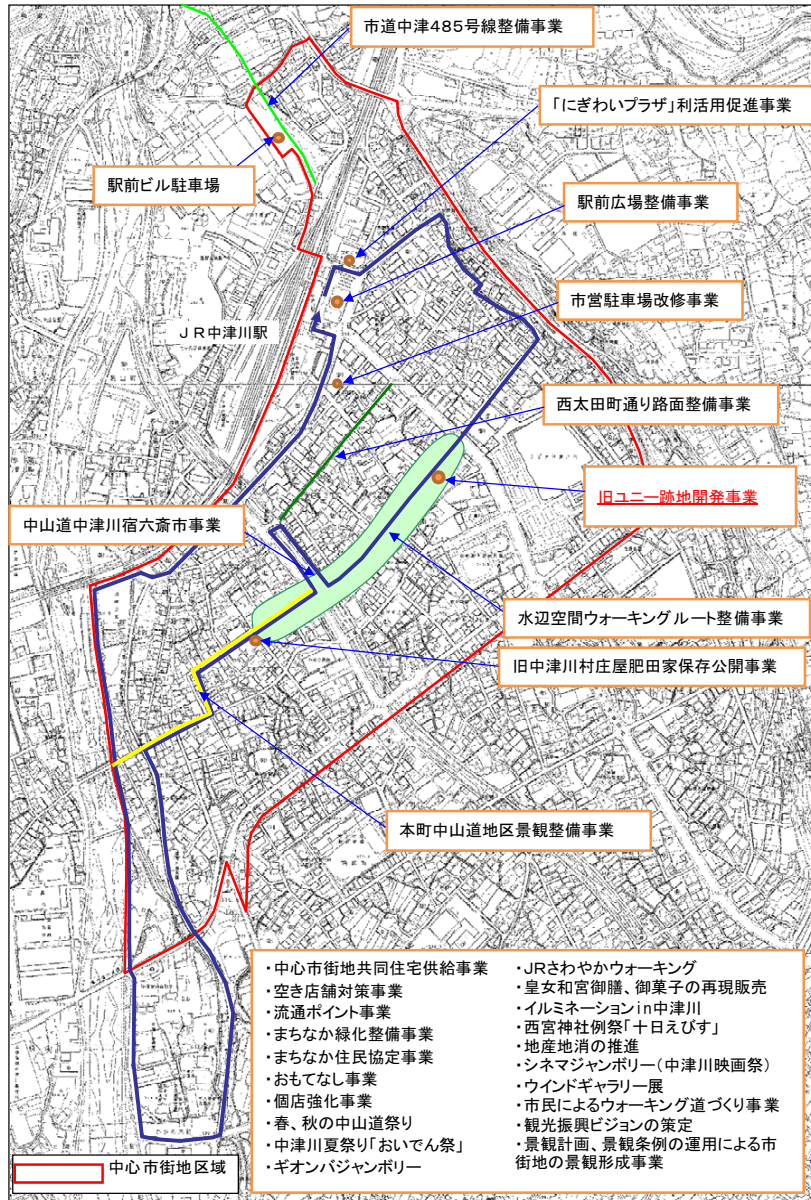 市道中津485号線整備事業
「にぎわいプラザ」利活用促進事業
駅前ビル駐車場
駅前広場整備事業
市営駐車場改修事業
JR中津川駅
西太田町通り路面整備事業
旧ユニー跡地開発事業
中山道中津川宿六斎市事業
水辺空間ウォーキングルート整備事業
旧中津川村庄屋肥田家保存公開事業
本町中山道地区景観整備事業
・中心市街地共同住宅供給事業
・空き店舗対策事業
・流通ポイント事業
・まちなか緑化整備事業
・まちなか住民協定事業
・おもてなし事業
・個店強化事業
・春、秋の中山道祭り
・中津川夏祭り「おいでん祭」
・ギオンバジャンボリー
・JRさわやかウォーキング
・皇女和宮御膳、御菓子の再現販売
・イルミネーションin中津川
・西宮神社例祭「十日えびす」
・地産地消の推進
・シネマジャンボリー(中津川映画祭)
・ウインドギャラリー展
・市民によるウォーキング道づくり事業
・観光振興ビジョンの策定
・景観計画、景観条例の運用による市
街地の景観形成事業
中心市街地区域